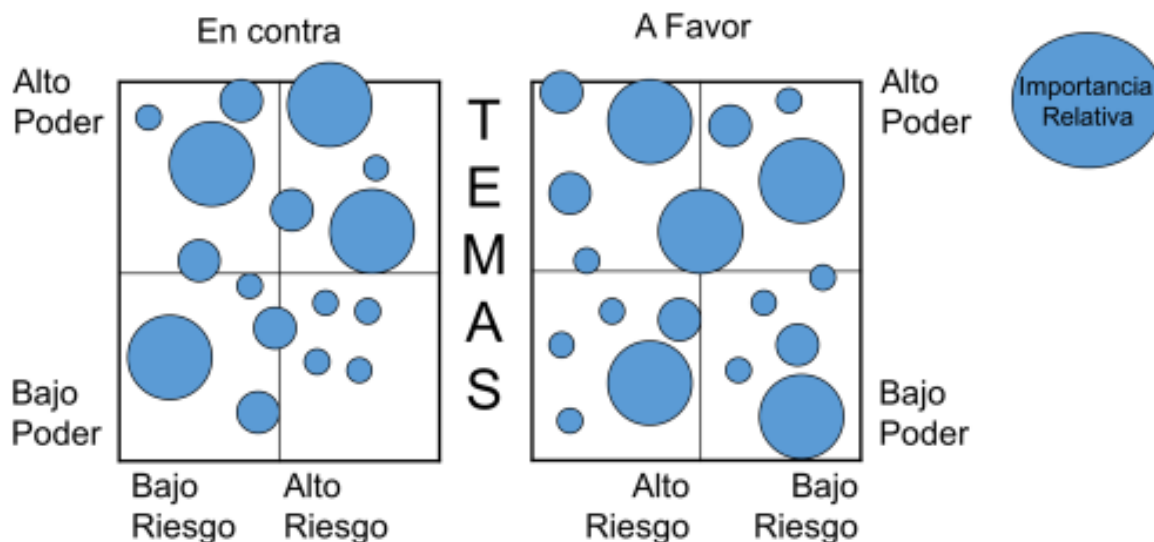 En contra
A Favor
Alto
Poder
T
E
M
A
S
Alto
Poder
Importancia
Relativa
Bajo
Poder
Bajo
Poder
Bajo
Riesgo
Alto
Riesgo
Alto
Riesgo
Bajo
Riesgo